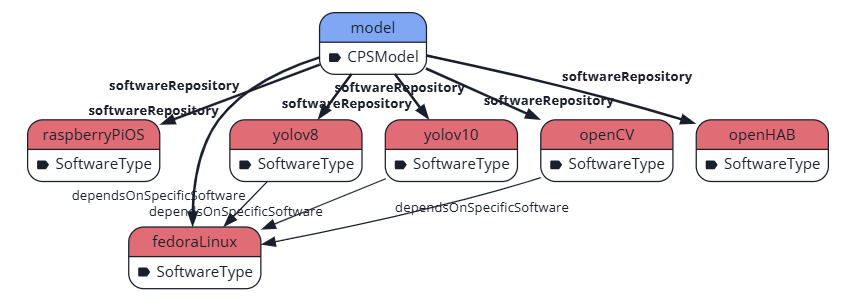 model
CPSModel
softwareRepository
softwareRepository
softwareRepository
softwareRepository
softwareRepository
softwareRepository
raspberryPiOS
SoftwareType
yolov8
SoftwareType
yolov10
SoftwareType
openCV
SoftwareType
openHAB
SoftwareType
dependsOnSpecificSoftware
dependsOnSpecificSoftware
dependsOnSpecificSoftware
fedoraLinux
SoftwareType